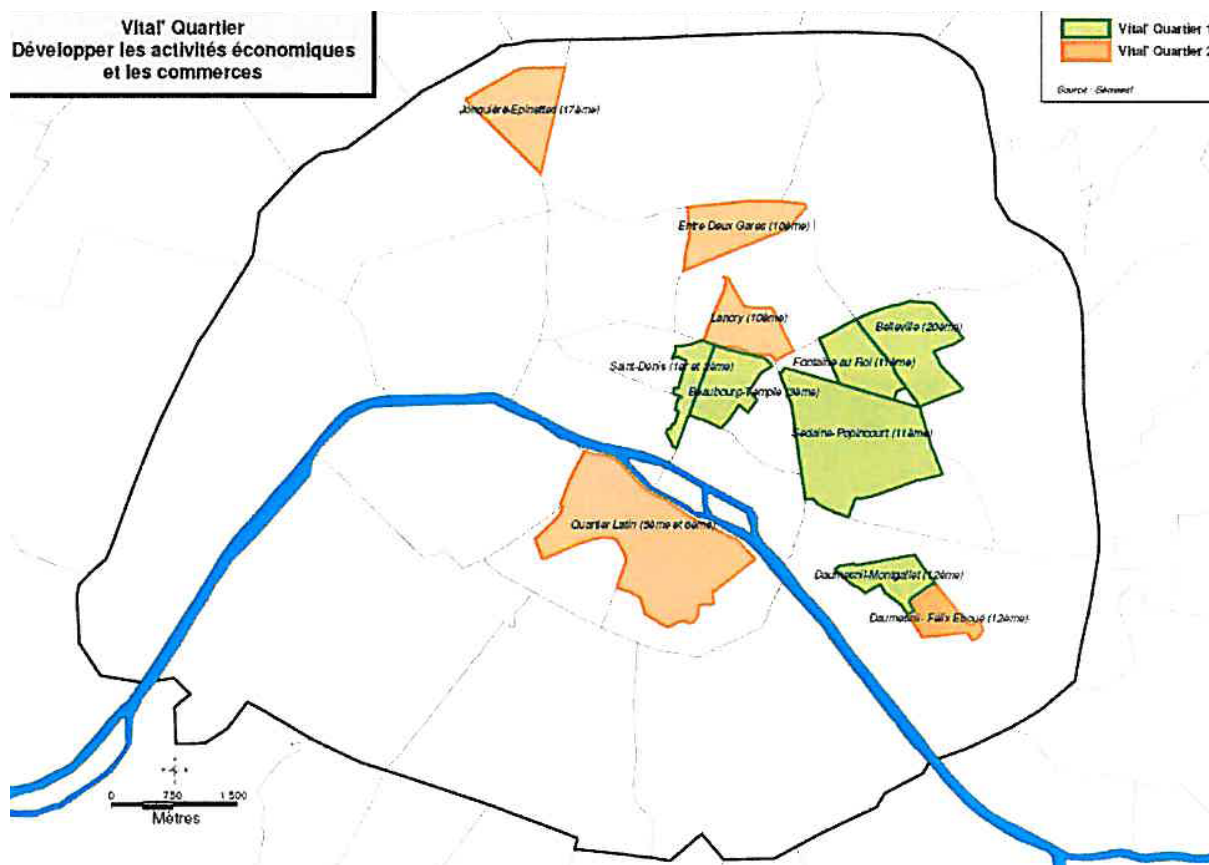 Vital' Quartier
Développer les activités économiques
et les commerces
Vital' Quartier 1
Vital' Quartier 2
Source : Sémaest
Jonquière-Epinettes (17ème)
Entre Deux Gares (10ème)
Lancry (10ème)
Belleville (20ème)
Saint-Denis (1er et 2ème)
Fontaine au Roi (11ème)
Beaubourg-Temple (3ème)
Sedaine-Popincourt (11ème)
Quartier Latin (5ème et 6ème)
Daumesnil-Montgallet (12ème)
Daumesnil - Félix Eboué (12ème)
0 750 1 500
Mètres